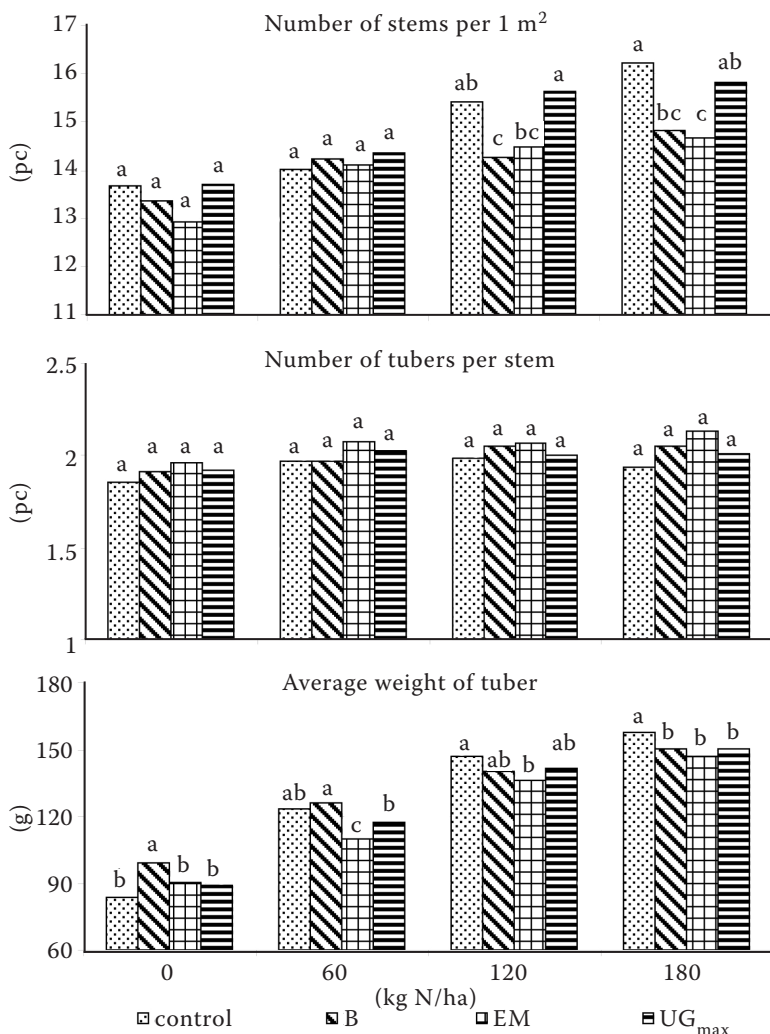 Number of stems per 1 m²
17
16
15
14
13
12
11
(pc)
a a a a
a a a a
ab c bc a
a bc c ab
Number of tubers per stem
2.5
2
1.5
1
(pc)
a a a a
a a a a
a a a a
a a a a
Average weight of tuber
180
150
120
90
60
(g)
b a b b
ab a c b
a ab b ab
a b b b
0 60 120 180
(kg N/ha)
control B EM UGmax